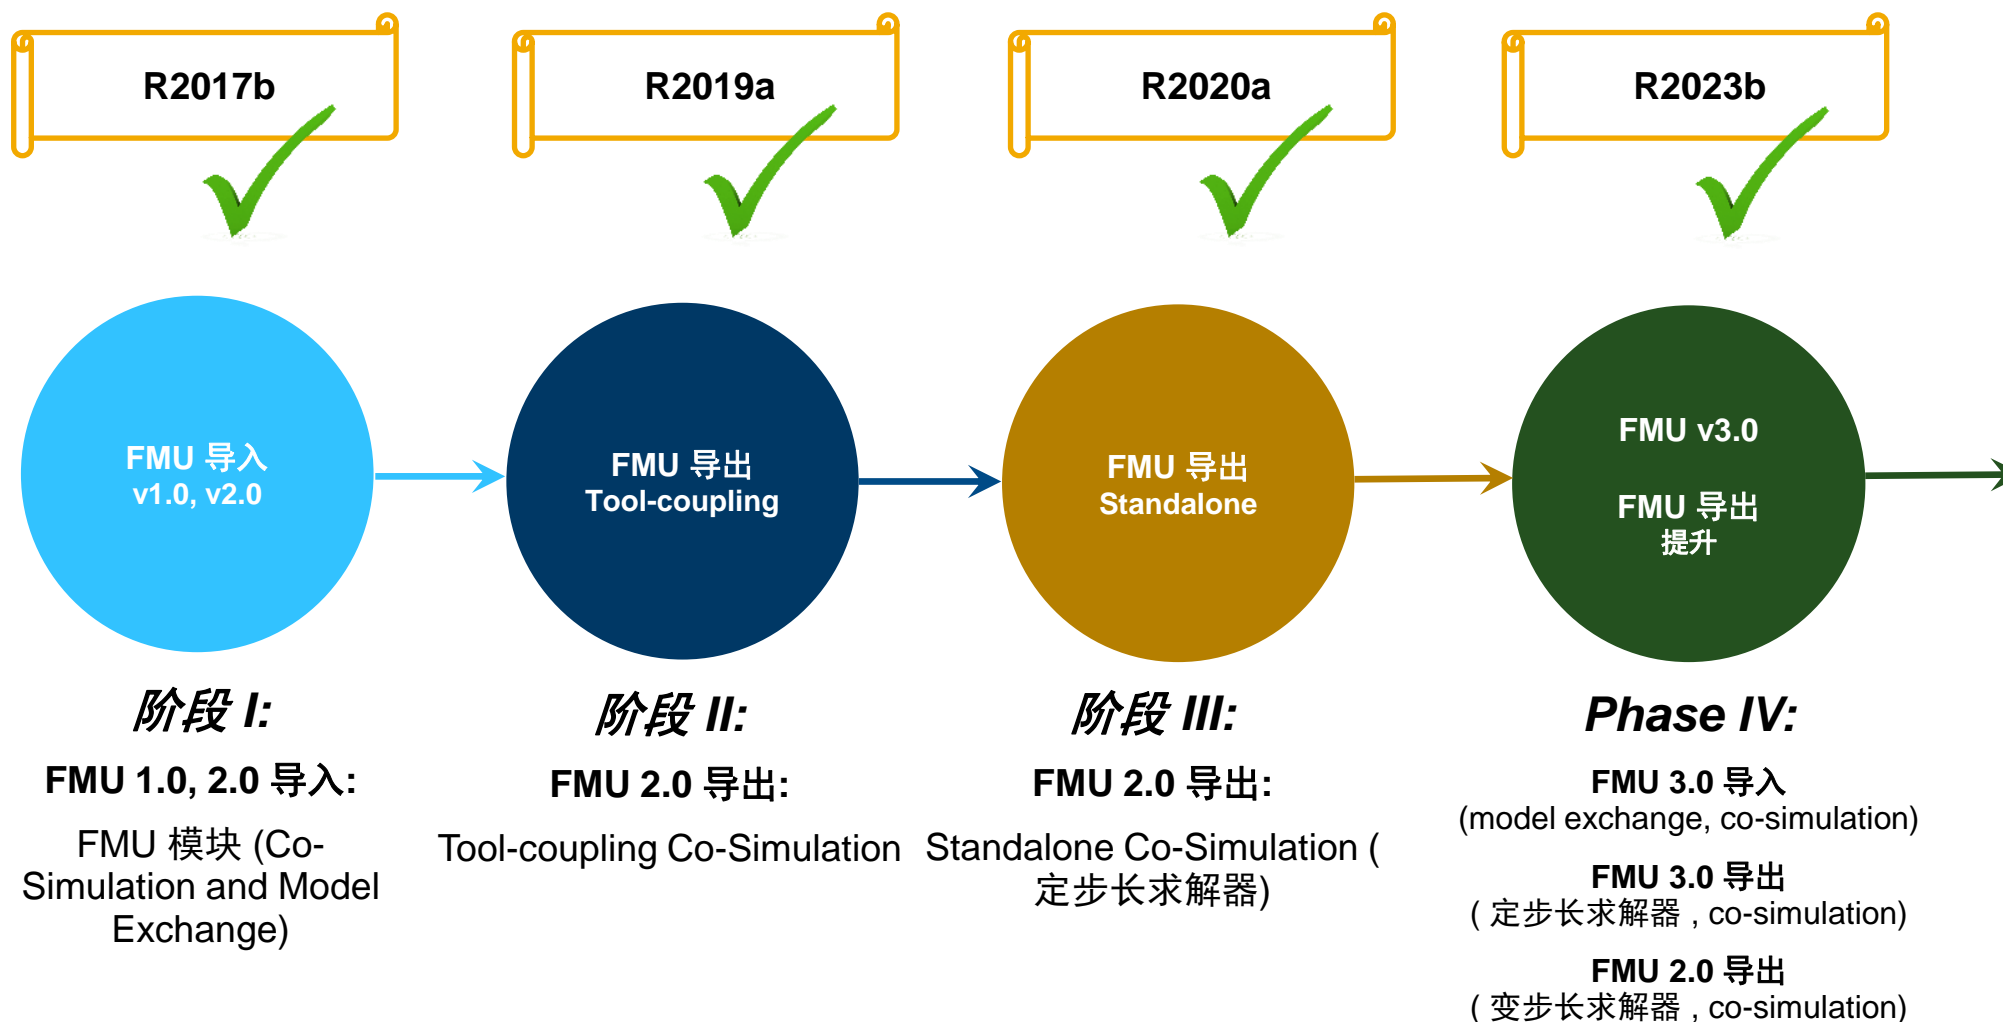 R2017b
R2019a
R2020a
R2023b
FMU 导入
v1.0, v2.0
FMU 导出
Tool-coupling
FMU 导出
Standalone
FMU v3.0
FMU 导出
提升
阶段 I:
FMU 1.0, 2.0 导入:
FMU 模块 (Co-
Simulation and Model
Exchange)
阶段 II:
FMU 2.0 导出:
Tool-coupling Co-Simulation
阶段 III:
FMU 2.0 导出:
Standalone Co-Simulation (
定步长求解器)
Phase IV:
FMU 3.0 导入
(model exchange, co-simulation)
FMU 3.0 导出
( 定步长求解器 , co-simulation)
FMU 2.0 导出
( 变步长求解器 , co-simulation)